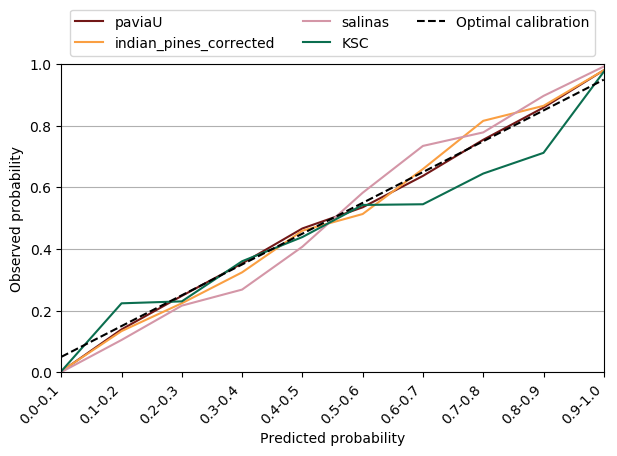 paviaU
indian_pines_corrected
salinas
KSC
Optimal calibration
1.0
0.8
0.6
0.4
0.2
0.0
Observed probability
0.0-0.1
0.1-0.2
0.2-0.3
0.3-0.4
0.4-0.5
0.5-0.6
0.6-0.7
0.7-0.8
0.8-0.9
0.9-1.0
Predicted probability